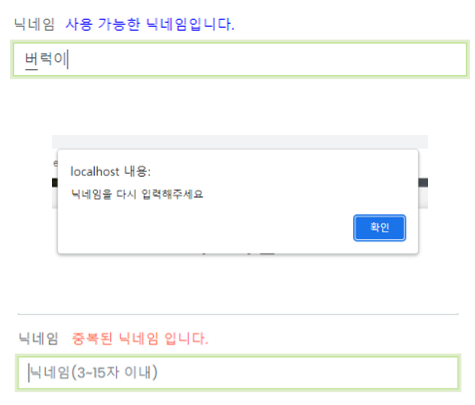 닉네임 사용 가능한 닉네임입니다.
버럭이
localhost 내용:
닉네임을 다시 입력해주세요
확인
닉네임 중복된 닉네임 입니다.
닉네임(3-15자 이내)